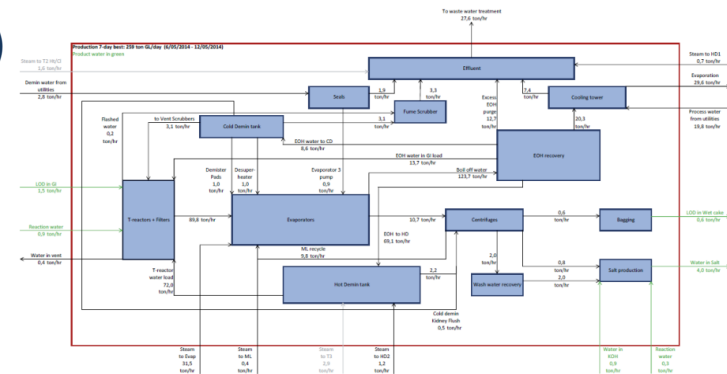 To waste water treatment
27,6 ton/hr
Production 7-day best: 259 ton GL/day (6/05/2014 - 12/05/2014)
Product water in green
Steam to HD1
0,7 ton/hr
1,0 ton/hr
Effluent
Evaporation
29,6 ton/hr
Demin water from
utilities
2,8 ton/hr
Seals
1,9
ton/hr
3,3
ton/hr
Excess
EOH
purge
12,7
ton/hr
7,4
ton/hr
Cooling tower
Process water
from utilities
19,8 ton/hr
Flashed
water
0,2
ton/hr
to Vent Scrubbers
3,1 ton/hr
Cold Demin tank
3,1
ton/hr
Fume Scrubber
20,3
ton/hr
EOH water to CD
8,6 ton/hr
EOH recovery
EOH water in GI load
13,7 ton/hr
Demister
Pads
1,0
ton/hr
Desuper-
heater
1,0
ton/hr
Evaporator 3
pump
0,9
ton/hr
Boil off water
123,7 ton/hr
LOD in GI
1,5 ton/hr
T-reactors + Filters
89,8 ton/hr
Evaporators
10,7 ton/hr
Centrifuges
0,6
ton/hr
Bagging
LOD in Wet cake
0,6 ton/hr
Reaction water
0,9 ton/hr
EOH to HD
69,1 ton/hr
Water in vent
0,4 ton/hr
ML recycle
9,8 ton/hr
2,0
ton/hr
0,8
ton/hr
Salt production
Water in Salt
4,0 ton/hr
T-reactor
water load
72,8
ton/hr
Hot Demin tank
2,2
ton/hr
Wash water recovery
2,0
ton/hr
Cold demin
Kidney Flush
0,5 ton/hr
Steam
to Evap
31,5
ton/hr
Steam
to ML
0,4
ton/hr
Steam
to T2
2,9
ton/hr
Steam
to HD2
1,2
ton/hr
Water in
KOH
0,9
ton/hr
Reaction
water
0,3
ton/hr